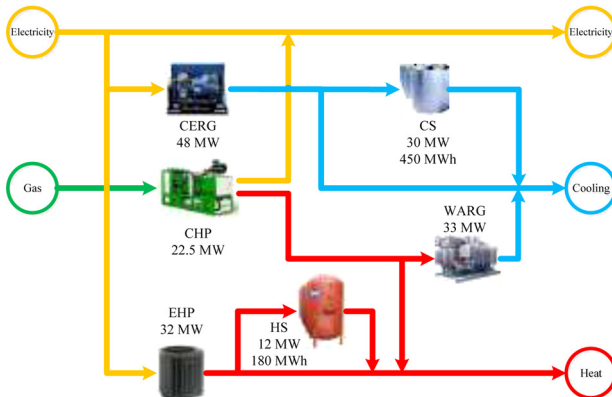 Electricity
Electricity
CERG
48 MW
CS
30 MW
450 MWh
Gas
Cooling
CHP
22.5 MW
WARG
33 MW
EHP
32 MW
HS
12 MW
180 MWh
Heat